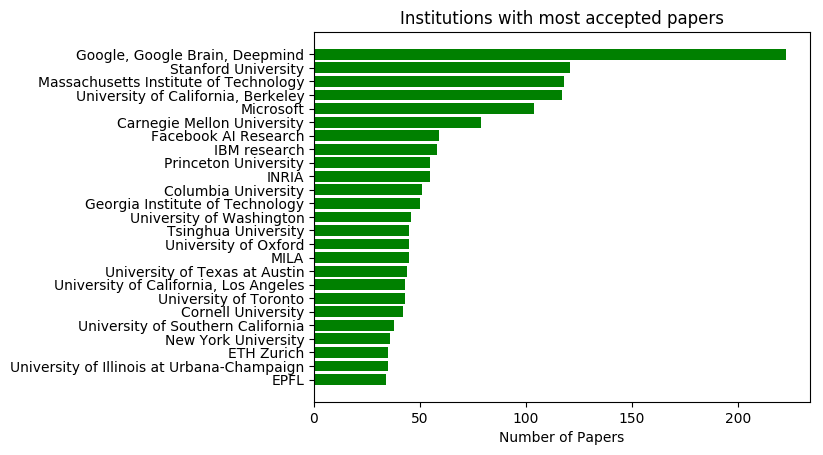 Institutions with most accepted papers
Google, Google Brain, Deepmind
Stanford University
Massachusetts Institute of Technology
University of California, Berkeley
Microsoft
Carnegie Mellon University
Facebook AI Research
IBM research
Princeton University
INRIA
Columbia University
Georgia Institute of Technology
University of Washington
Tsinghua University
University of Oxford
MILA
University of Texas at Austin
University of California, Los Angeles
University of Toronto
Cornell University
University of Southern California
New York University
ETH Zurich
University of Illinois at Urbana-Champaign
EPFL
0 50 100 150 200
Number of Papers